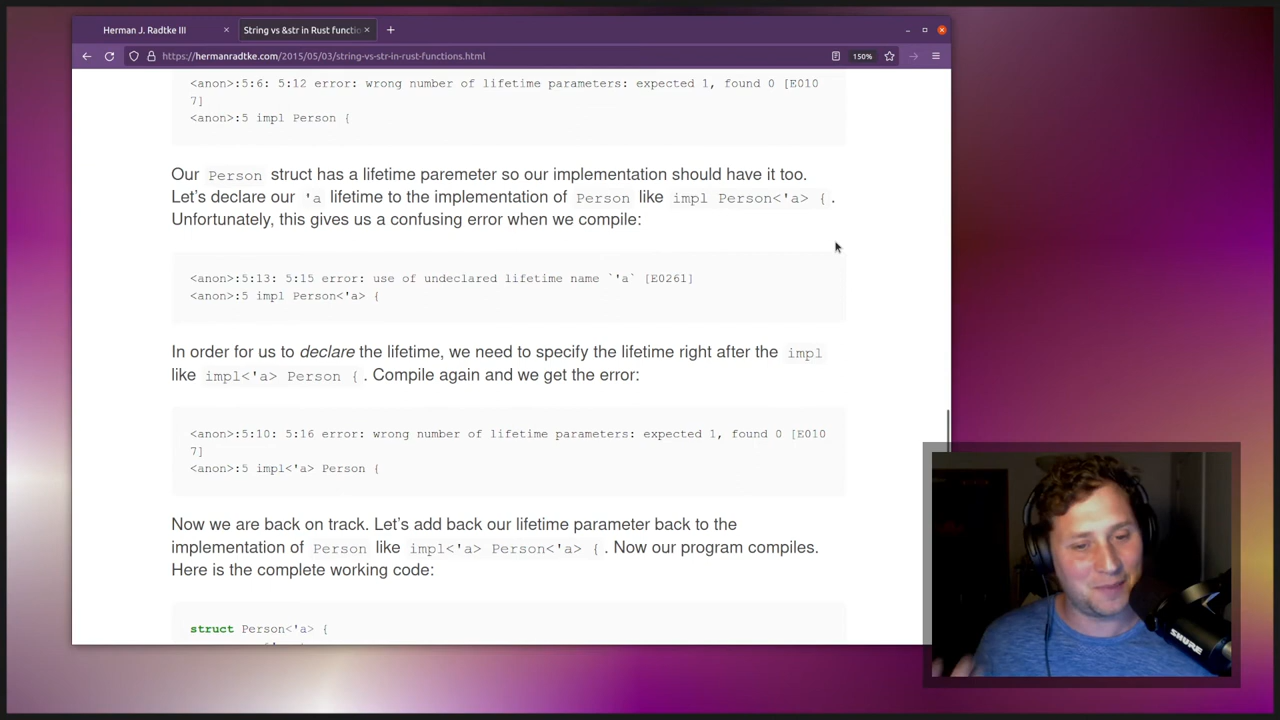 Herman J. Radtke III
String vs &str in Rust functio
https://hermanradtke.com/2015/05/03/string-vs-str-in-rust-functions.html
150%
<anon>:5:6: 5:12 error: wrong number of lifetime parameters: expected 1, found 0 [E010
7]
<anon>:5 impl Person {
Our Person struct has a lifetime paremeter so our implementation should have it too.
Let’s declare our 'a lifetime to the implementation of Person like impl Person<'a> {.
Unfortunately, this gives us a confusing error when we compile:
<anon>:5:13: 5:15 error: use of undeclared lifetime name `'a` [E0261]
<anon>:5 impl Person<'a> {
In order for us to declare the lifetime, we need to specify the lifetime right after the impl
like impl<'a> Person {. Compile again and we get the error:
<anon>:5:10: 5:16 error: wrong number of lifetime parameters: expected 1, found 0 [E010
7]
<anon>:5 impl<'a> Person {
Now we are back on track. Let’s add back our lifetime parameter back to the
implementation of Person like impl<'a> Person<'a> {. Now our program compiles.
Here is the complete working code:
struct Person<'a> {
SHURE